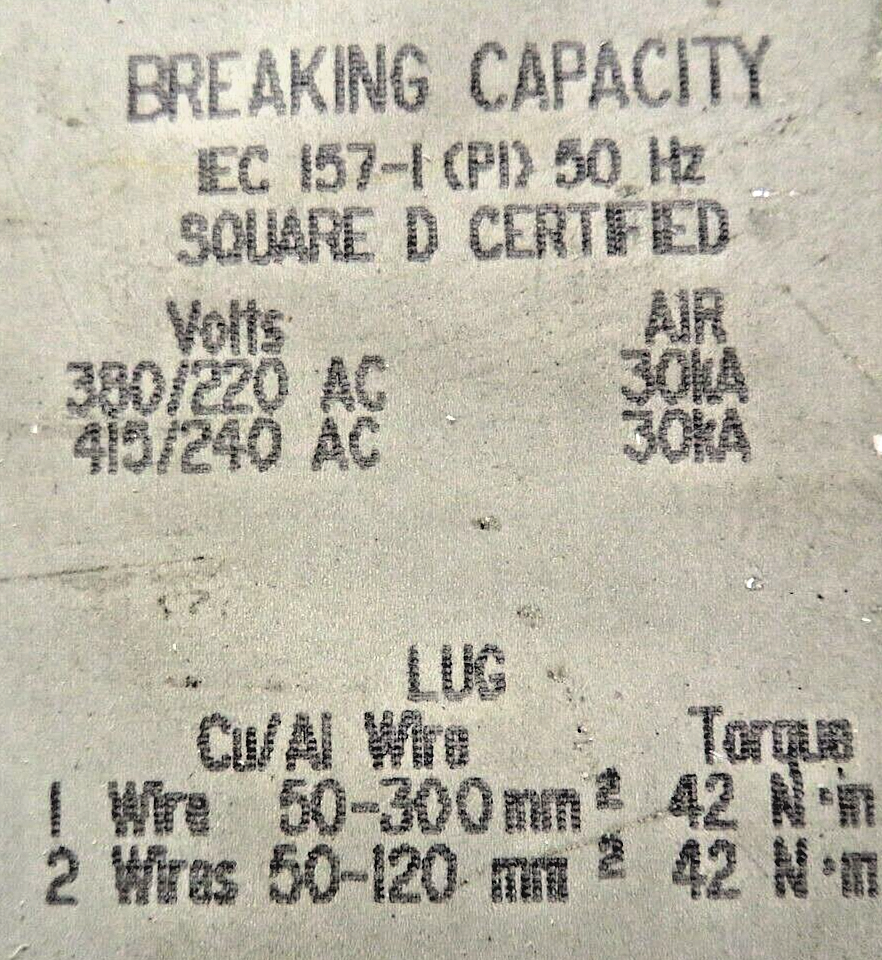 BREAKING CAPACITY
IEC 157-1 (P1) 50 Hz
SQUARE D CERTIFIED
Volts AIR
380/220 AC 30kA
415/240 AC 30kA
LUG
Cu/Al Wire Torque
1 Wire 50-300 mm² 42 N·m
2 Wires 50-120 mm² 42 N·m